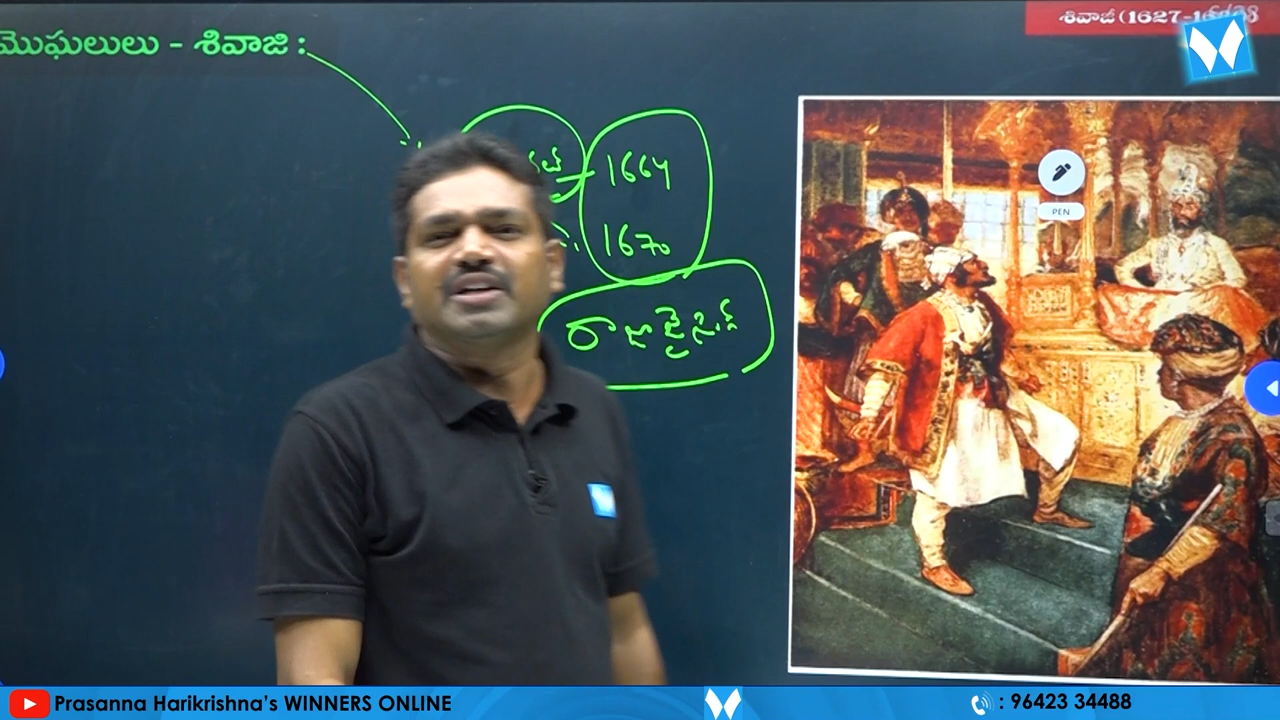 మొఘలులు - శివాజి :
శివాజీ (1627-16
1664
1670
రాజా జైసింగ్
PEN
Prasanna Harikrishna's WINNERS ONLINE
: 96423 34488